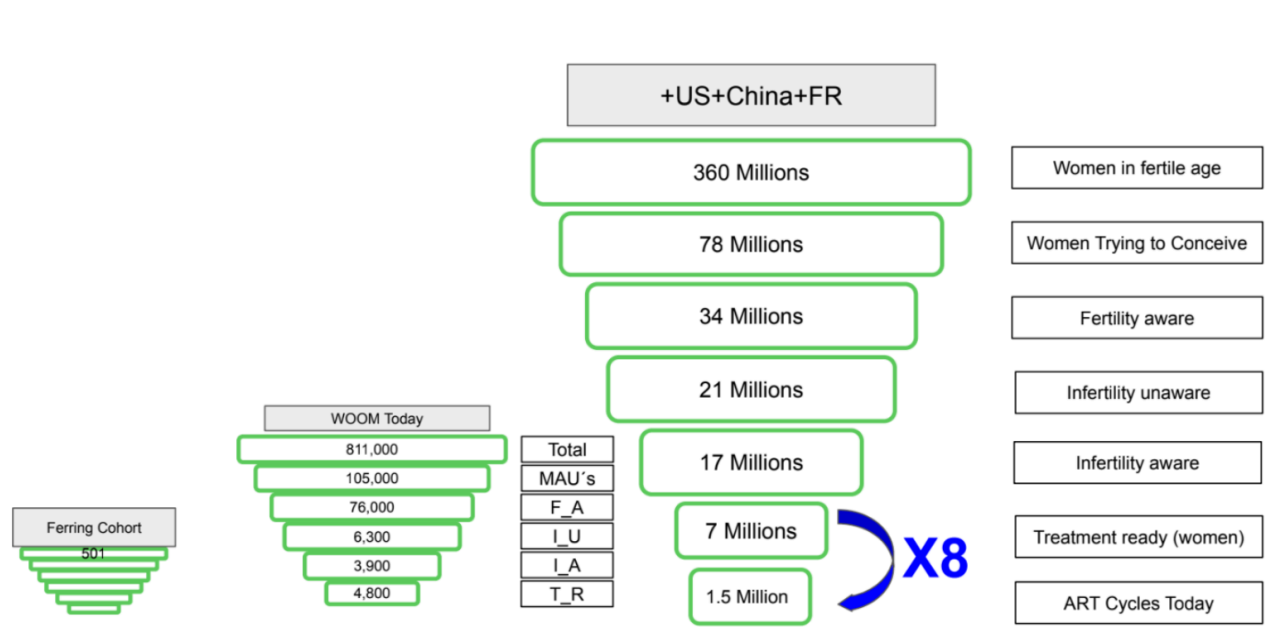 +US+China+FR
360 Millions
Women in fertile age
78 Millions
Women Trying to Conceive
34 Millions
Fertility aware
21 Millions
Infertility unaware
17 Millions
Infertility aware
7 Millions
Treatment ready (women)
X8
1.5 Million
ART Cycles Today
WOOM Today
811,000
Total
105,000
MAU´s
76,000
F_A
6,300
I_U
3,900
I_A
4,800
T_R
Ferring Cohort
501